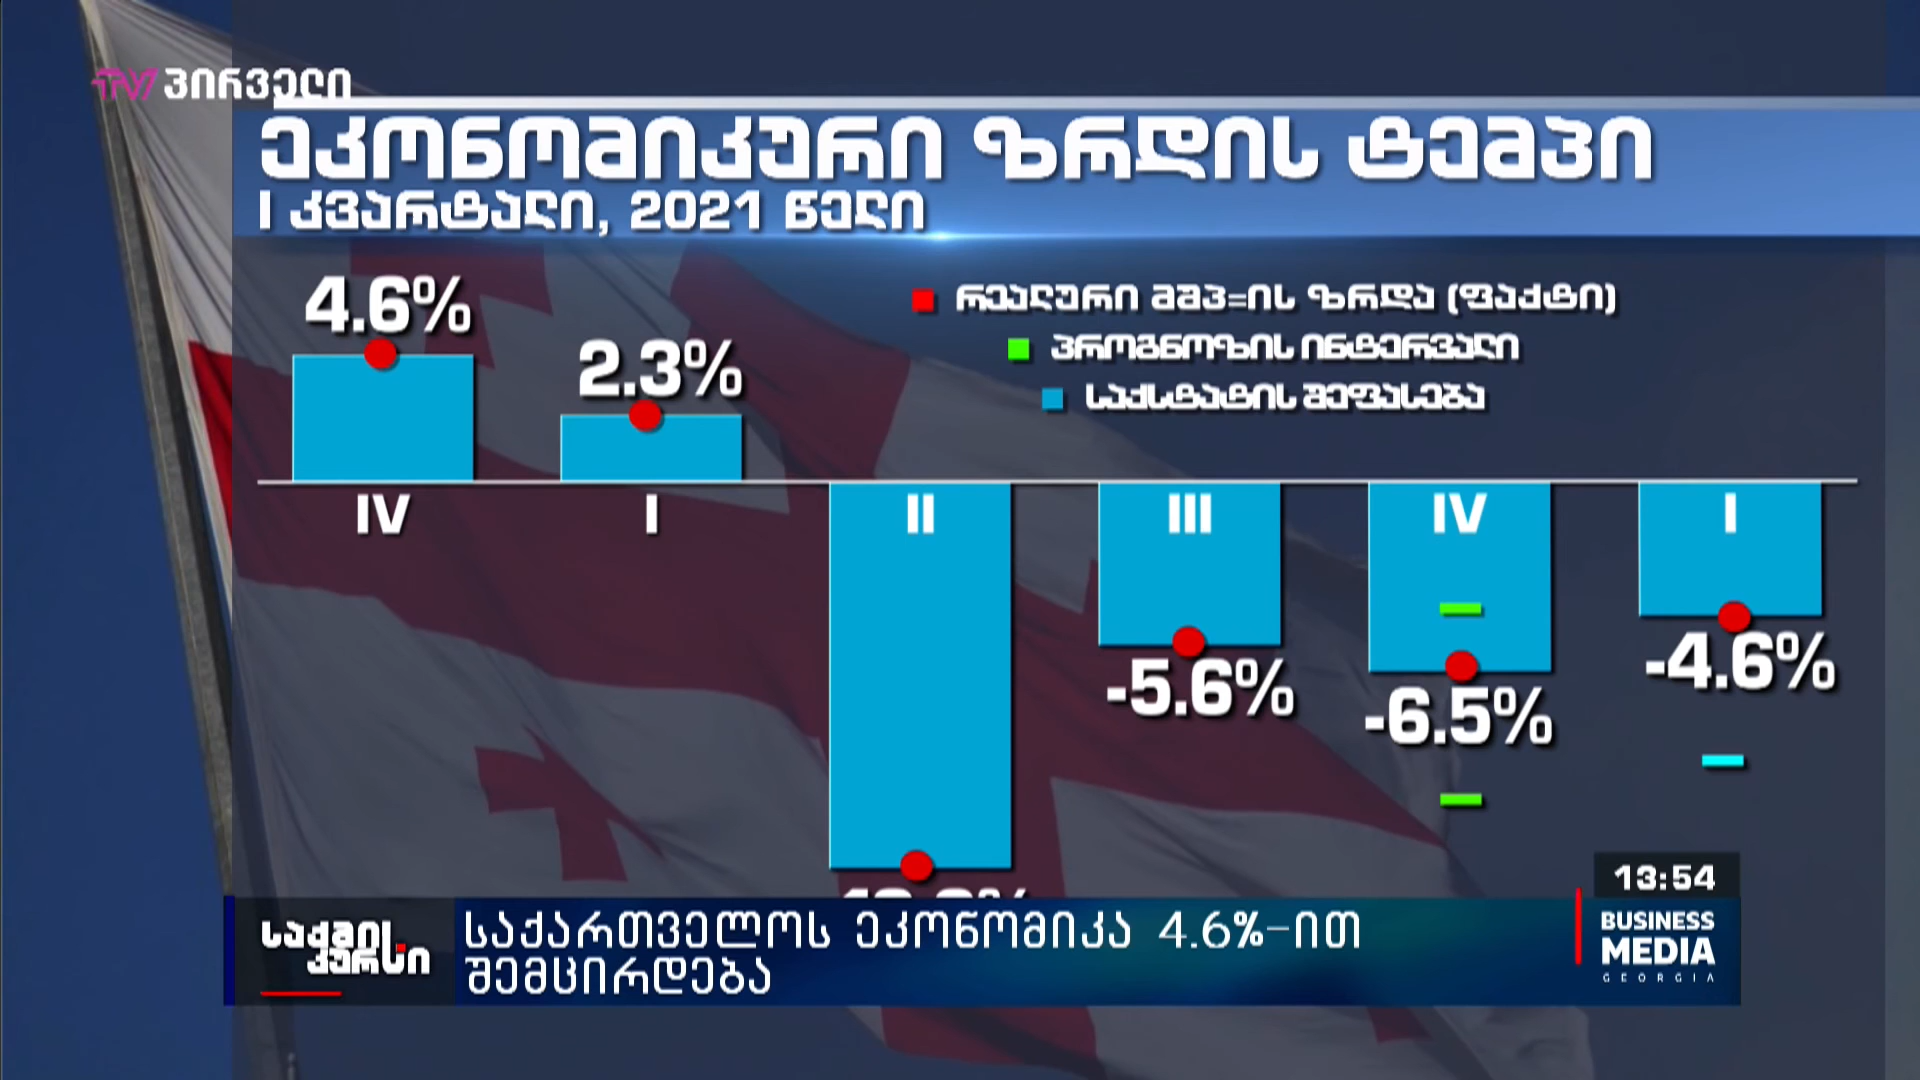 TV პირველი
ეკონომიკური ზრდის ტემპი
I კვარტალი, 2021 წელი
4.6%
2.3%
რეალური მშპ=ის ზრდა (ფაქტი)
პროგნოზის ინტერვალი
საქსტატის შეფასება
IV
I
II
III
IV
I
-5.6%
-6.5%
-4.6%
13:54
საქმის კურსი
საქართველოს ეკონომიკა 4.6%-ით
შემცირდება
BUSINESS
MEDIA
GEORGIA